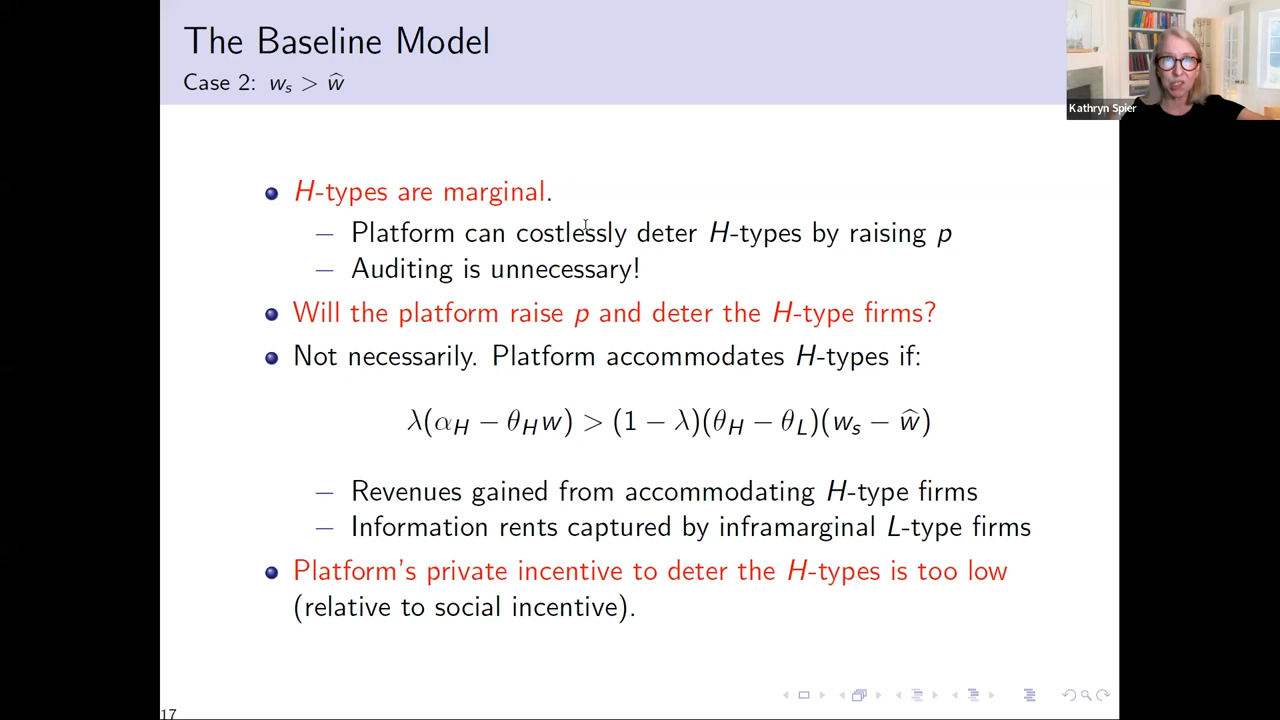 The Baseline Model
Case 2: wₛ > ŵ
Kathryn Spier
H-types are marginal.
– Platform can costlessly deter H-types by raising p
– Auditing is unnecessary!
Will the platform raise p and deter the H-type firms?
Not necessarily. Platform accommodates H-types if:
λ(α_H − θ_H w) > (1 − λ)(θ_H − θ_L)(wₛ − ŵ)
– Revenues gained from accommodating H-type firms
– Information rents captured by inframarginal L-type firms
Platform's private incentive to deter the H-types is too low
(relative to social incentive).
17